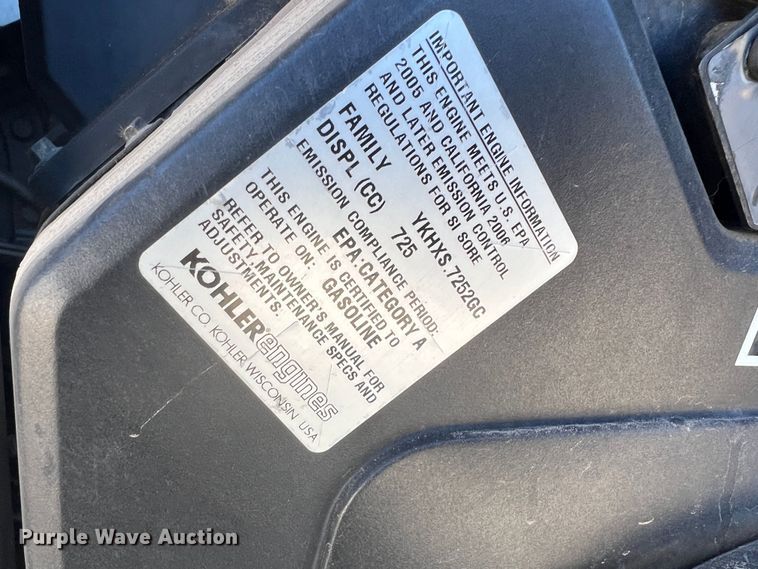 IMPORTANT ENGINE INFORMATION
THIS ENGINE MEETS U.S. EPA
2005 AND CALIFORNIA 2008
AND LATER EMISSION CONTROL
REGULATIONS FOR SI SORE
FAMILY YKHXS.7252GC
DISPL (CC) 725
EMISSION COMPLIANCE PERIOD:
EPA:CATEGORY A
THIS ENGINE IS CERTIFIED TO
OPERATE ON: GASOLINE
REFER TO OWNER'S MANUAL FOR
SAFETY,MAINTENANCE SPECS AND
ADJUSTMENTS.
KOHLER engines
KOHLER CO. KOHLER, WISCONSIN USA
Purple Wave Auction